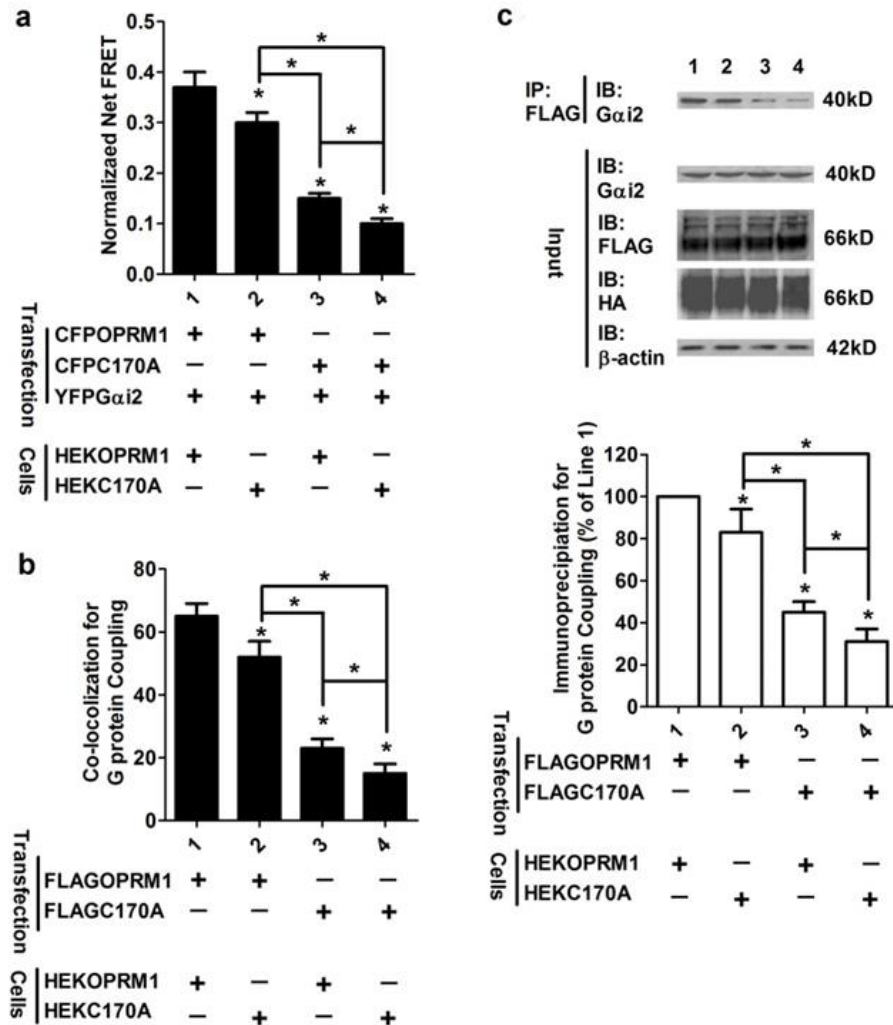 a
Normalizaed Net FRET
0.5
0.4
0.3
0.2
0.1
0.0
* * * * * *
1 2 3 4
Transfection
CFPOPRM1 + + — —
CFPC170A — — + +
YFPGαi2 + + + +
Cells
HEKOPRM1 + — + —
HEKC170A — + — +
b
Co-locolization for
G protein Coupling
80
60
40
20
0
* * * * * *
1 2 3 4
Transfection
FLAGOPRM1 + + — —
FLAGC170A — — + +
Cells
HEKOPRM1 + — + —
HEKC170A — + — +
c
1 2 3 4
IP: FLAG
IB: Gαi2
40kD
Input
IB: Gαi2
40kD
IB: FLAG
66kD
IB: HA
66kD
IB: β-actin
42kD
Immunoprecipiation for
G protein Coupling (% of Line 1)
120
100
80
60
40
20
0
* * * * * *
1 2 3 4
Transfection
FLAGOPRM1 + + — —
FLAGC170A — — + +
Cells
HEKOPRM1 + — + —
HEKC170A — + — +